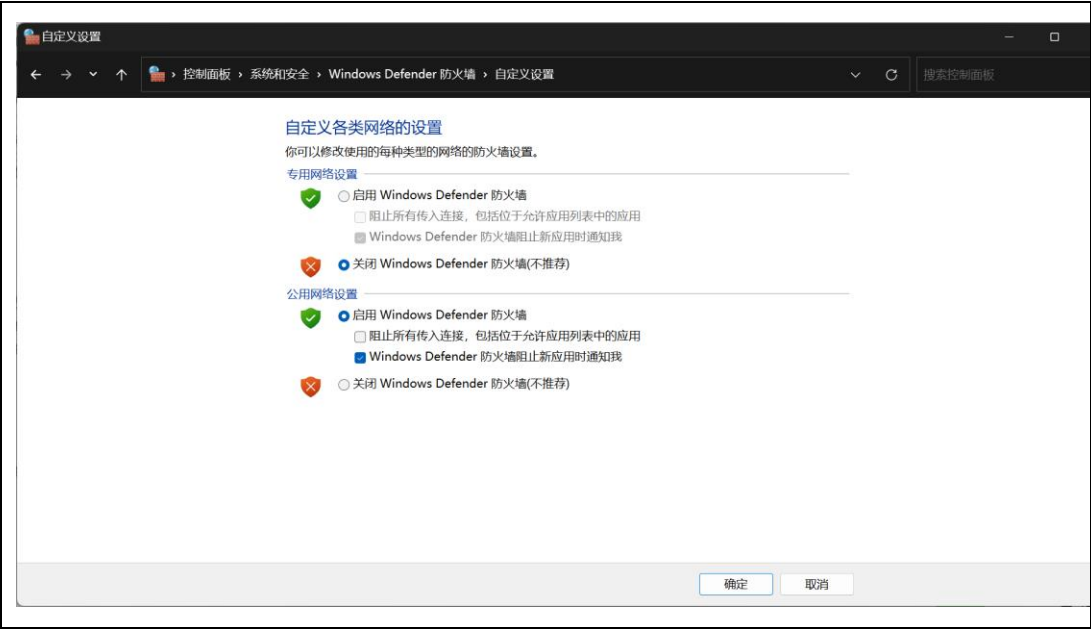 自定义设置
控制面板 › 系统和安全 › Windows Defender 防火墙 › 自定义设置
搜索控制面板
自定义各类网络的设置
你可以修改使用的每种类型的网络的防火墙设置。
专用网络设置
启用 Windows Defender 防火墙
阻止所有传入连接，包括位于允许应用列表中的应用
Windows Defender 防火墙阻止新应用时通知我
关闭 Windows Defender 防火墙(不推荐)
公用网络设置
启用 Windows Defender 防火墙
阻止所有传入连接，包括位于允许应用列表中的应用
Windows Defender 防火墙阻止新应用时通知我
关闭 Windows Defender 防火墙(不推荐)
确定 取消